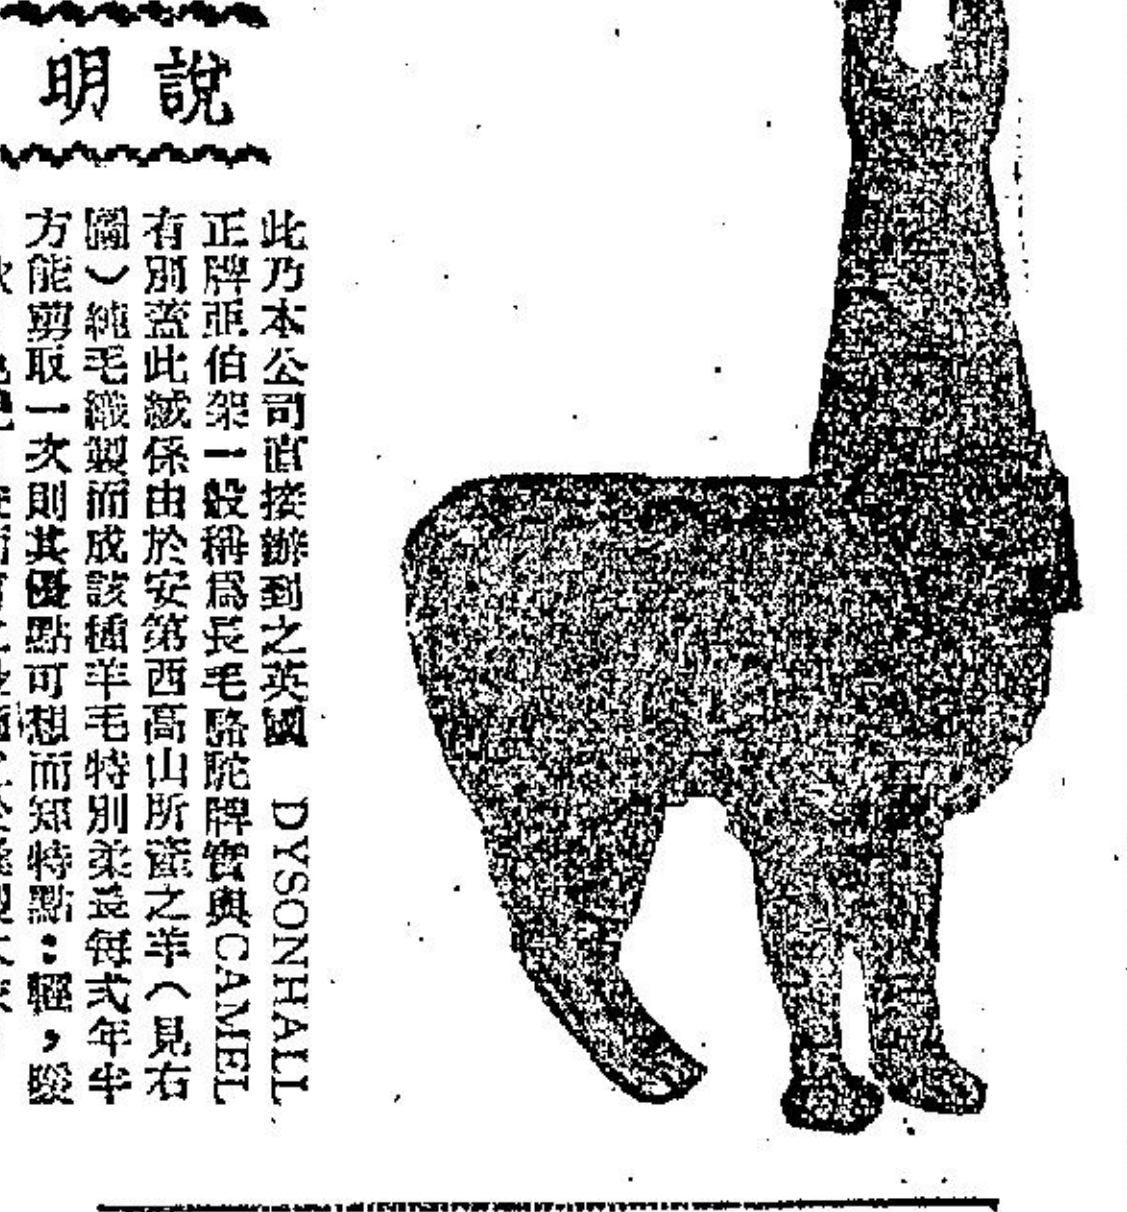 說明
此乃本公司直接辦到之英國 DYSONHALL
正牌亞伯架一般稱爲長毛駱駝牌實與CAMEL
有別蓋此絨係由於安第西高山所產之羊(見右
圖)純毛織製而成該種羊毛特別柔長每弍年半
方能剪取一次則其優點可想而知特點:輕,暖